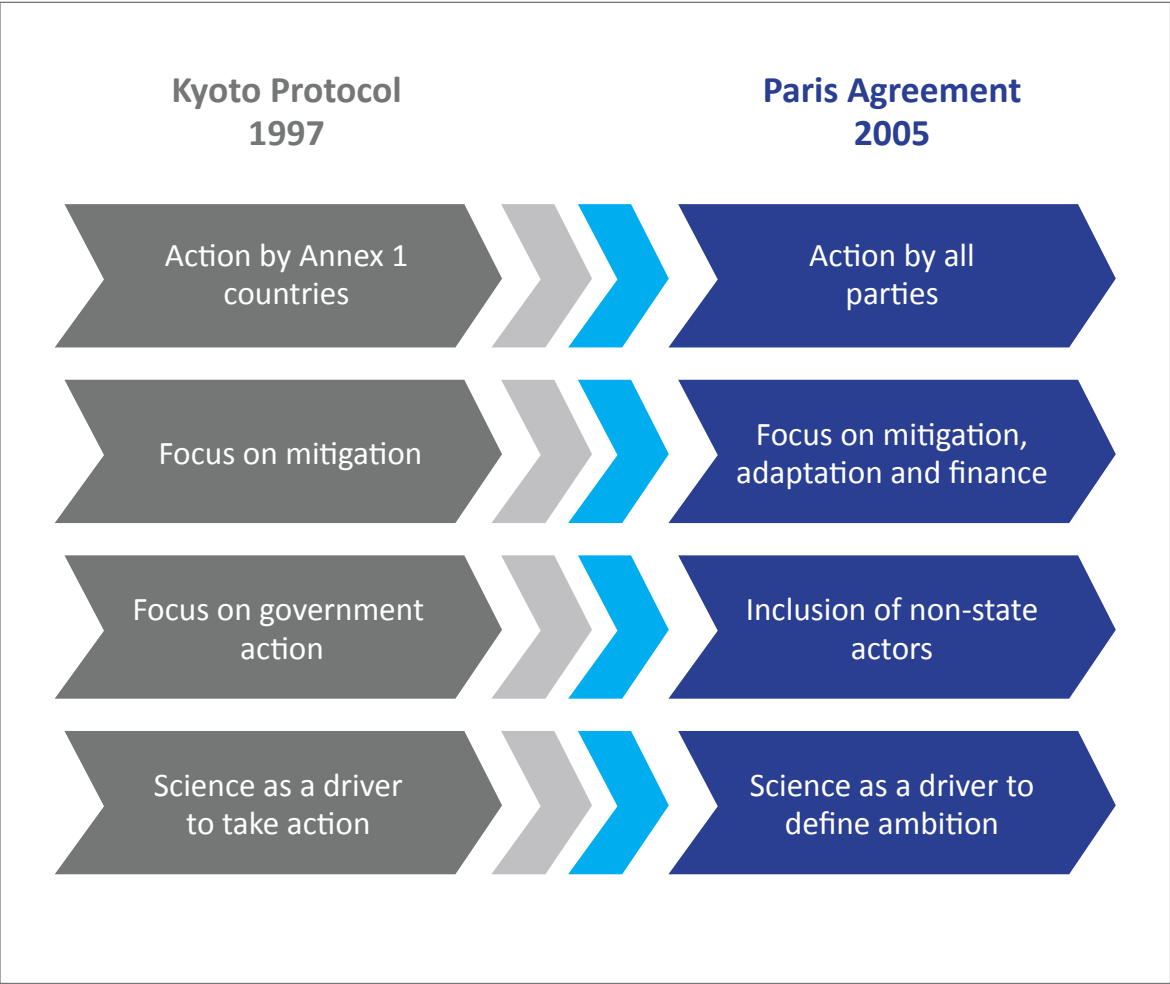 Kyoto Protocol
1997
Paris Agreement
2005
Action by Annex 1
countries
Action by all
parties
Focus on mitigation
Focus on mitigation,
adaptation and finance
Focus on government
action
Inclusion of non-state
actors
Science as a driver
to take action
Science as a driver to
define ambition